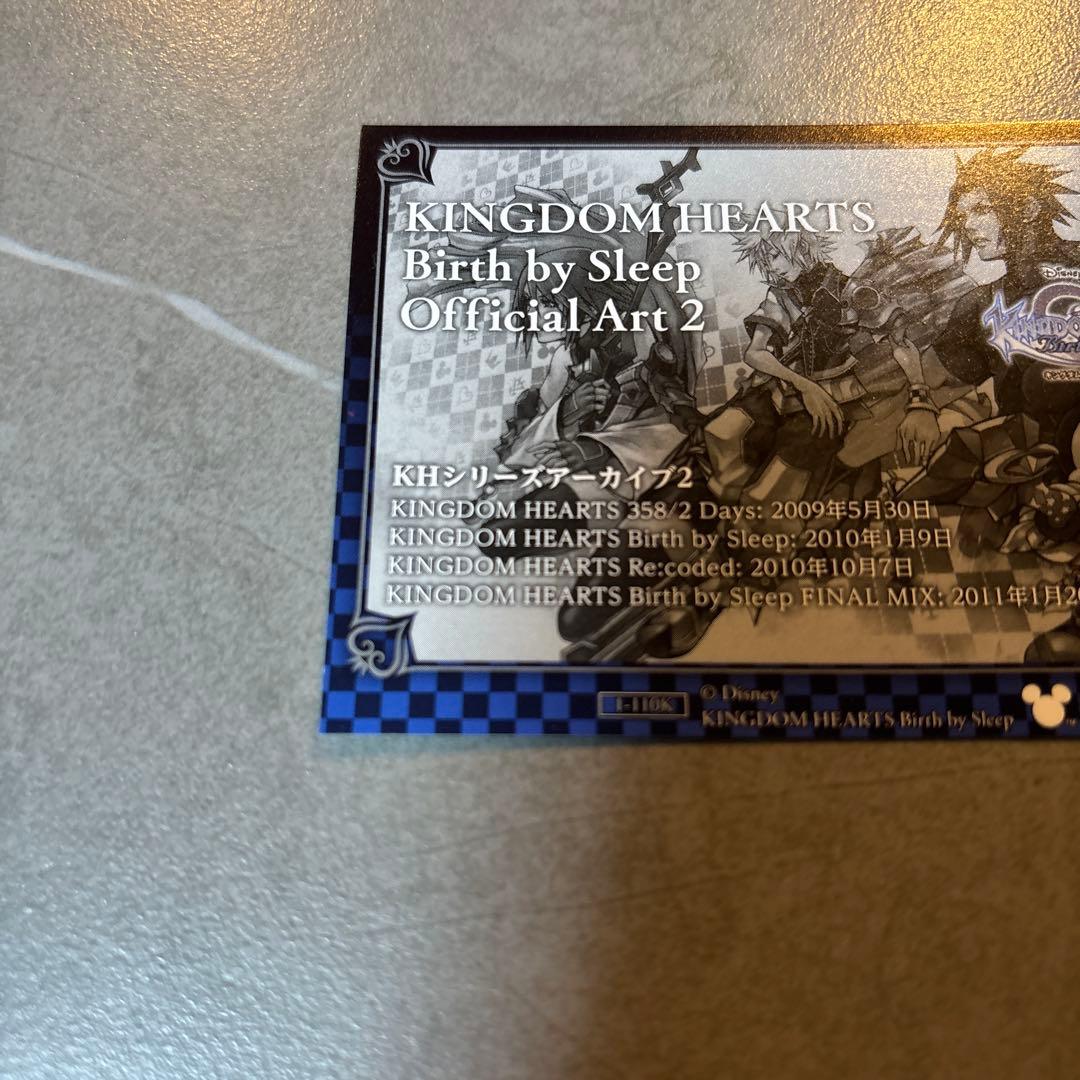 KINGDOM HEARTS
Birth by Sleep
Official Art 2
Disney
KHシリーズアーカイブ2
KINGDOM HEARTS 358/2 Days: 2009年5月30日
KINGDOM HEARTS Birth by Sleep: 2010年1月9日
KINGDOM HEARTS Re:coded: 2010年10月7日
KINGDOM HEARTS Birth by Sleep FINAL MIX: 2011年1月2
1-110K
© Disney
KINGDOM HEARTS Birth by Sleep